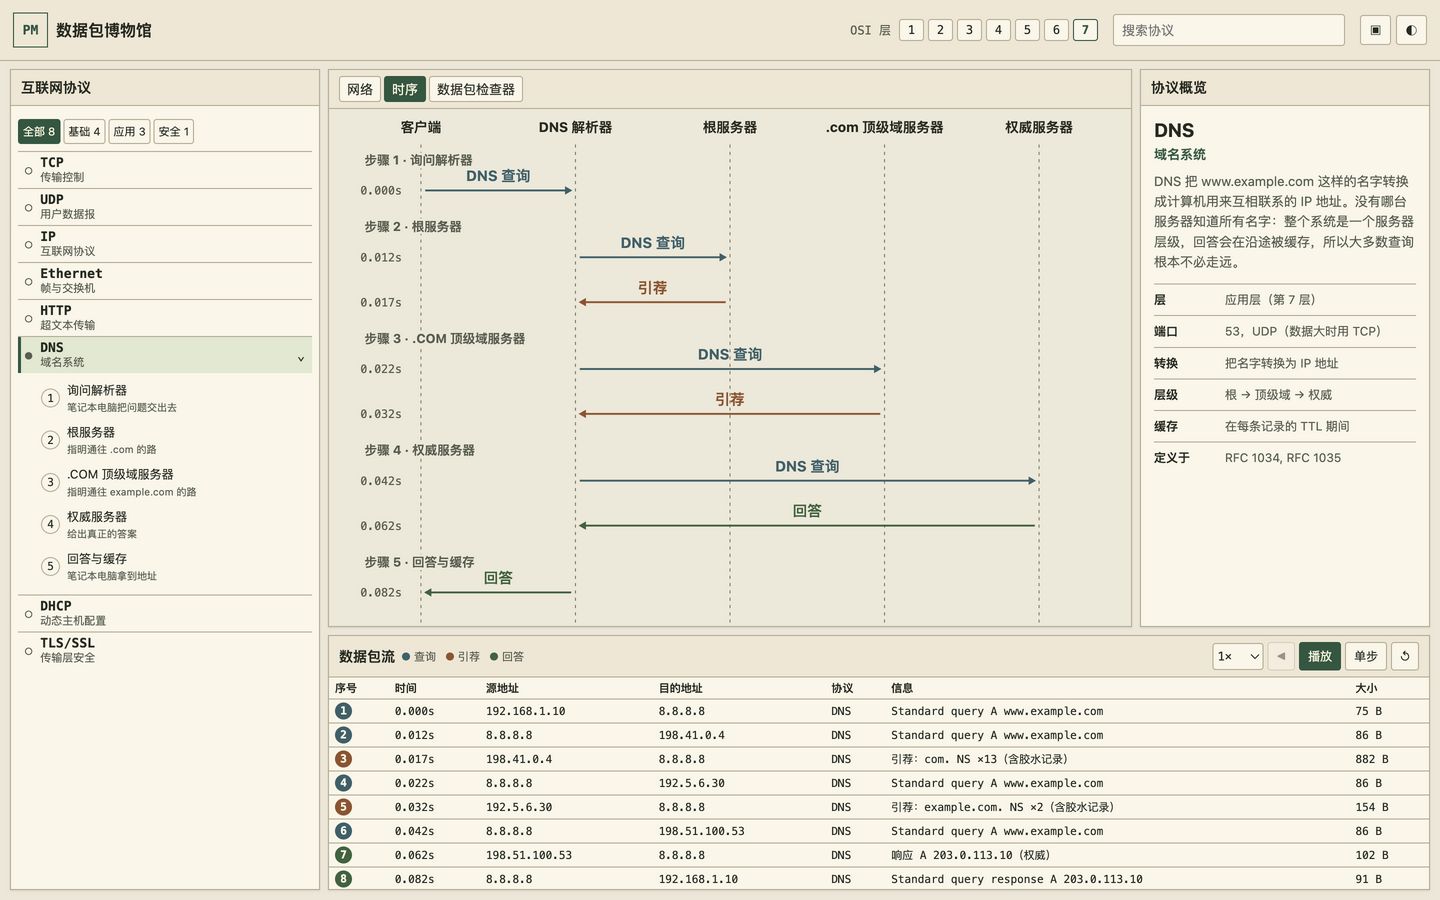 PM 数据包博物馆
OSI 层 1 2 3 4 5 6 7
搜索协议
互联网协议
全部 8 基础 4 应用 3 安全 1
TCP
传输控制
UDP
用户数据报
IP
互联网协议
Ethernet
帧与交换机
HTTP
超文本传输
DNS
域名系统
1 询问解析器
笔记本电脑把问题交出去
2 根服务器
指明通往 .com 的路
3 .COM 顶级域服务器
指明通往 example.com 的路
4 权威服务器
给出真正的答案
5 回答与缓存
笔记本电脑拿到地址
DHCP
动态主机配置
TLS/SSL
传输层安全
网络 时序 数据包检查器
客户端 DNS 解析器 根服务器 .com 顶级域服务器 权威服务器
步骤 1 · 询问解析器
DNS 查询
0.000s
步骤 2 · 根服务器
DNS 查询
0.012s
引荐
0.017s
步骤 3 · .COM 顶级域服务器
DNS 查询
0.022s
引荐
0.032s
步骤 4 · 权威服务器
DNS 查询
0.042s
回答
0.062s
步骤 5 · 回答与缓存
回答
0.082s
协议概览
DNS
域名系统
DNS 把 www.example.com 这样的名字转换
成计算机用来互相联系的 IP 地址。没有哪台
服务器知道所有名字：整个系统是一个服务器
层级，回答会在沿途被缓存，所以大多数查询
根本不必走远。
层 应用层（第 7 层）
端口 53，UDP（数据大时用 TCP）
转换 把名字转换为 IP 地址
层级 根 → 顶级域 → 权威
缓存 在每条记录的 TTL 期间
定义于 RFC 1034, RFC 1035
数据包流 查询 引荐 回答
1× 播放 单步
序号 时间 源地址 目的地址 协议 信息 大小
1 0.000s 192.168.1.10 8.8.8.8 DNS Standard query A www.example.com 75 B
2 0.012s 8.8.8.8 198.41.0.4 DNS Standard query A www.example.com 86 B
3 0.017s 198.41.0.4 8.8.8.8 DNS 引荐：com. NS ×13（含胶水记录） 882 B
4 0.022s 8.8.8.8 192.5.6.30 DNS Standard query A www.example.com 86 B
5 0.032s 192.5.6.30 8.8.8.8 DNS 引荐：example.com. NS ×2（含胶水记录） 154 B
6 0.042s 8.8.8.8 198.51.100.53 DNS Standard query A www.example.com 86 B
7 0.062s 198.51.100.53 8.8.8.8 DNS 响应 A 203.0.113.10（权威） 102 B
8 0.082s 8.8.8.8 192.168.1.10 DNS Standard query response A 203.0.113.10 91 B